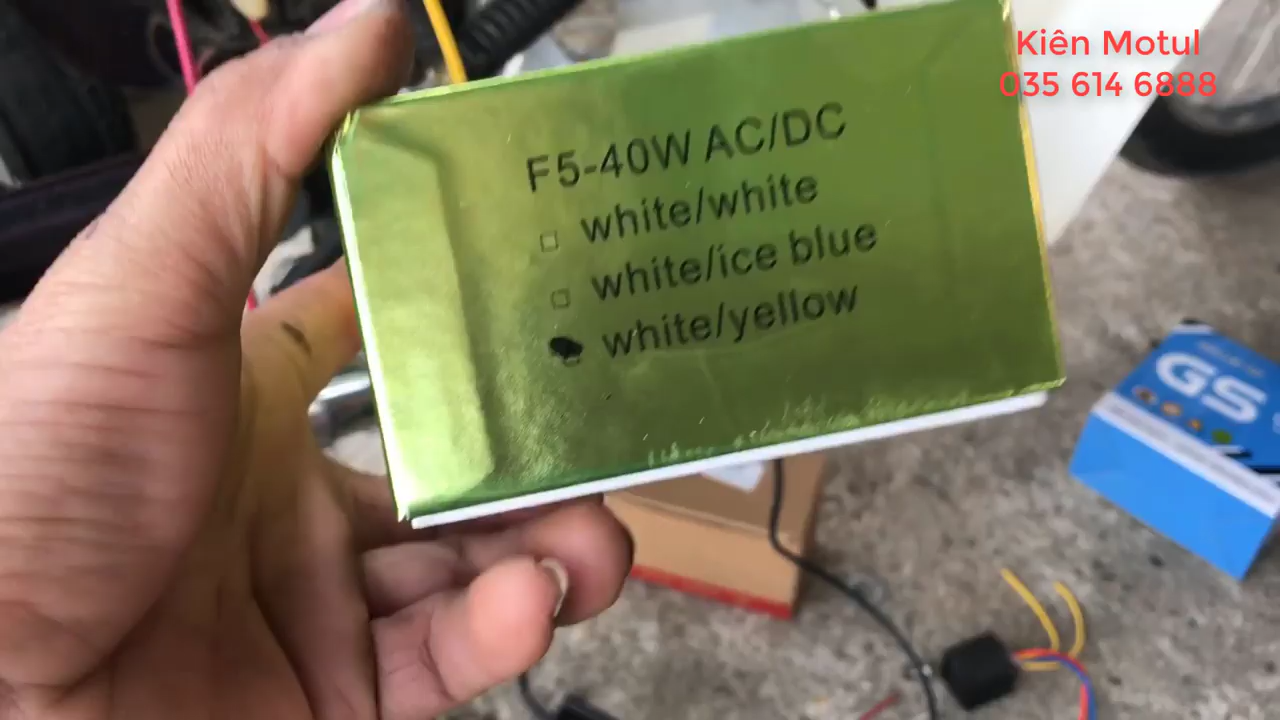 Kiên Motul
035 614 6888
F5-40W AC/DC
white/white
white/ice blue
white/yellow
GS